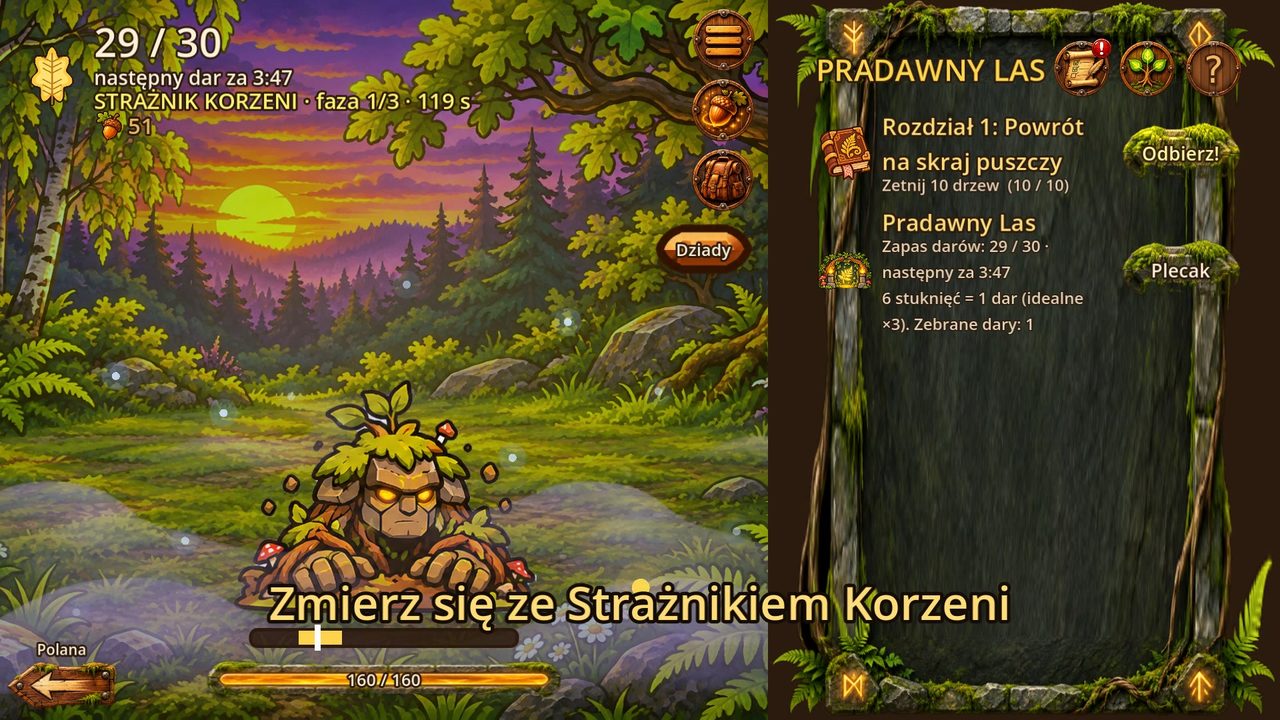 29 / 30
następny dar za 3:47
STRAŻNIK KORZENI · faza 1/3 · 119 s
51
Dziady
Zmierz się ze Strażnikiem Korzeni
Polana
160 / 160
PRADAWNY LAS
!
?
Rozdział 1: Powrót
na skraj puszczy
Zetnij 10 drzew (10 / 10)
Odbierz!
Pradawny Las
Zapas darów: 29 / 30 ·
następny za 3:47
6 stuknięć = 1 dar (idealne
×3). Zebrane dary: 1
Plecak